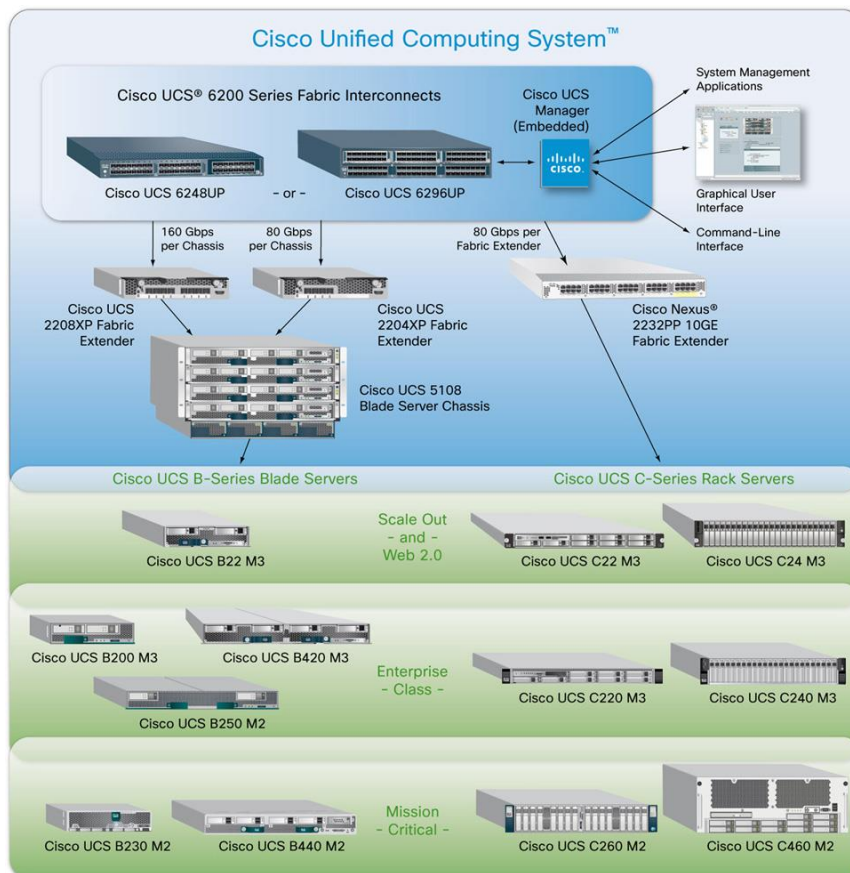 Cisco Unified Computing System™
Cisco UCS® 6200 Series Fabric Interconnects
Cisco UCS
Manager
(Embedded)
System Management
Applications
CISCO
Cisco UCS 6248UP
- or -
Cisco UCS 6296UP
Graphical User
Interface
Command-Line
Interface
160 Gbps
per Chassis
80 Gbps
per Chassis
80 Gbps per
Fabric Extender
Cisco UCS
2208XP Fabric
Extender
Cisco UCS
2204XP Fabric
Extender
Cisco Nexus®
2232PP 10GE
Fabric Extender
Cisco UCS 5108
Blade Server Chassis
Cisco UCS B-Series Blade Servers
Cisco UCS C-Series Rack Servers
Scale Out
- and -
Web 2.0
Cisco UCS B22 M3
Cisco UCS C22 M3
Cisco UCS C24 M3
Cisco UCS B200 M3
Cisco UCS B420 M3
Cisco UCS B250 M2
Enterprise
- Class -
Cisco UCS C220 M3
Cisco UCS C240 M3
Mission
- Critical -
Cisco UCS B230 M2
Cisco UCS B440 M2
Cisco UCS C260 M2
Cisco UCS C460 M2